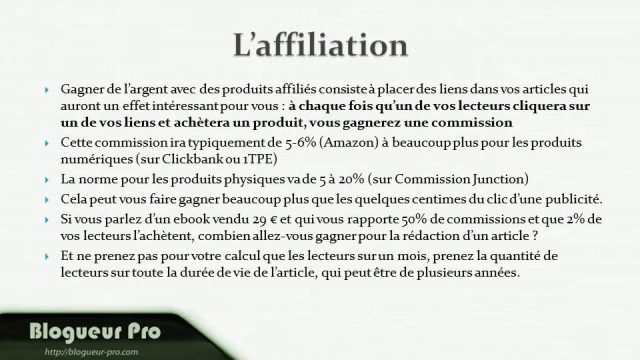 L'affiliation
Gagner de l'argent avec des produits affiliés consiste à placer des liens dans vos articles qui
auront un effet intéressant pour vous : à chaque fois qu'un de vos lecteurs cliquera sur
un de vos liens et achètera un produit, vous gagnerez une commission
Cette commission ira typiquement de 5-6% (Amazon) à beaucoup plus pour les produits
numériques (sur Clickbank ou 1TPE)
La norme pour les produits physiques va de 5 à 20% (sur Commission Junction)
Cela peut vous faire gagner beaucoup plus que les quelques centimes du clic d'une publicité.
Si vous parlez d'un ebook vendu 29 € et qui vous rapporte 50% de commissions et que 2% de
vos lecteurs l'achètent, combien allez-vous gagner pour la rédaction d'un article ?
Et ne prenez pas pour votre calcul que les lecteurs sur un mois, prenez la quantité de
lecteurs sur toute la durée de vie de l'article, qui peut être de plusieurs années.
Blogueur Pro
http://blogueur-pro.com